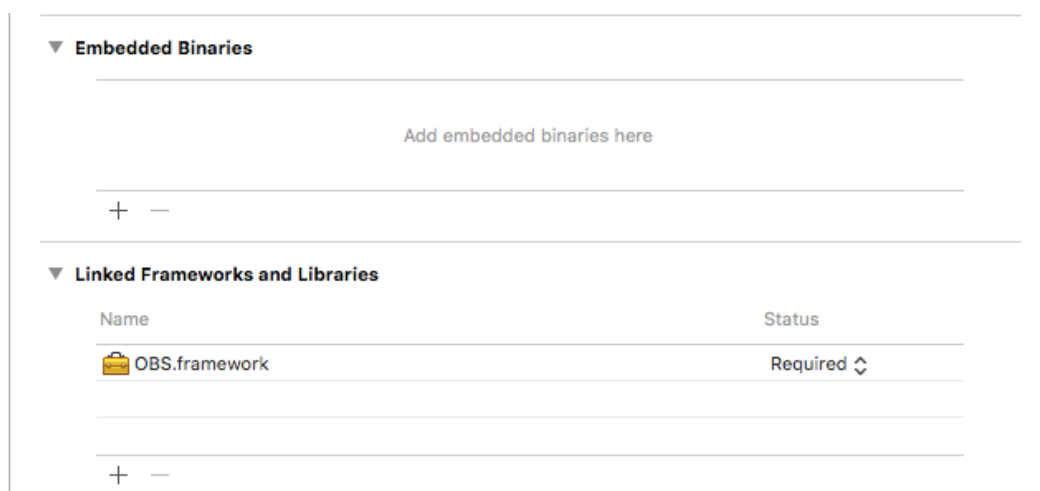 Embedded Binaries
Add embedded binaries here
+ −
Linked Frameworks and Libraries
Name Status
OBS.framework Required
+ −